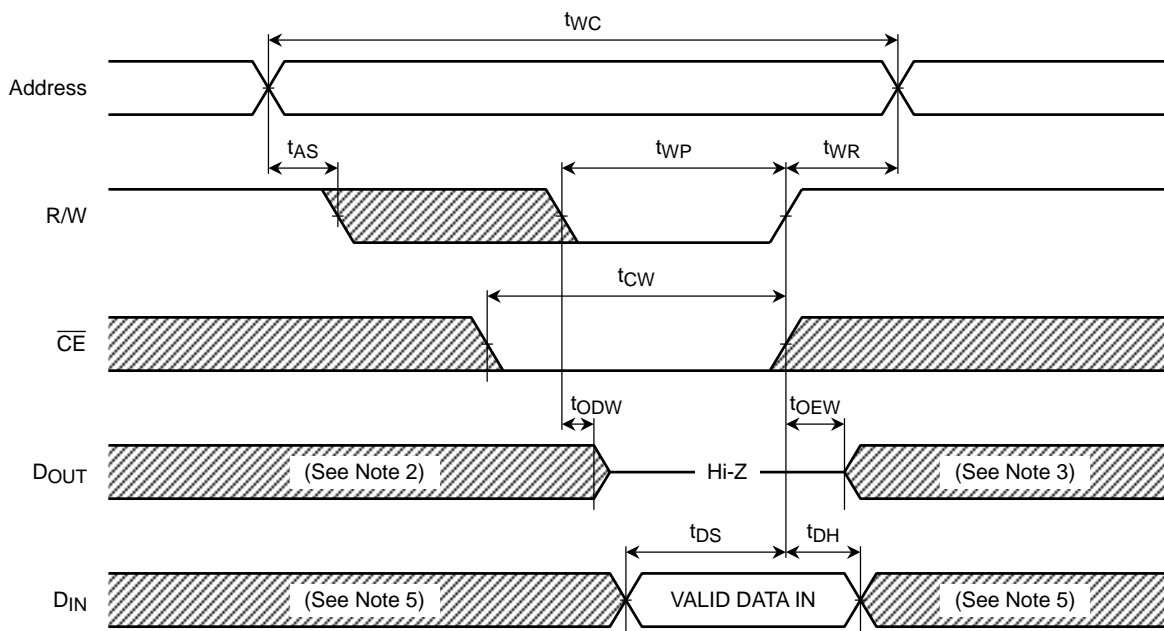 tWC
Address
tAS
tWP
tWR
R/W
tCW
CE
tODW
tOEW
DOUT
(See Note 2)
Hi-Z
(See Note 3)
tDS
tDH
DIN
(See Note 5)
VALID DATA IN
(See Note 5)